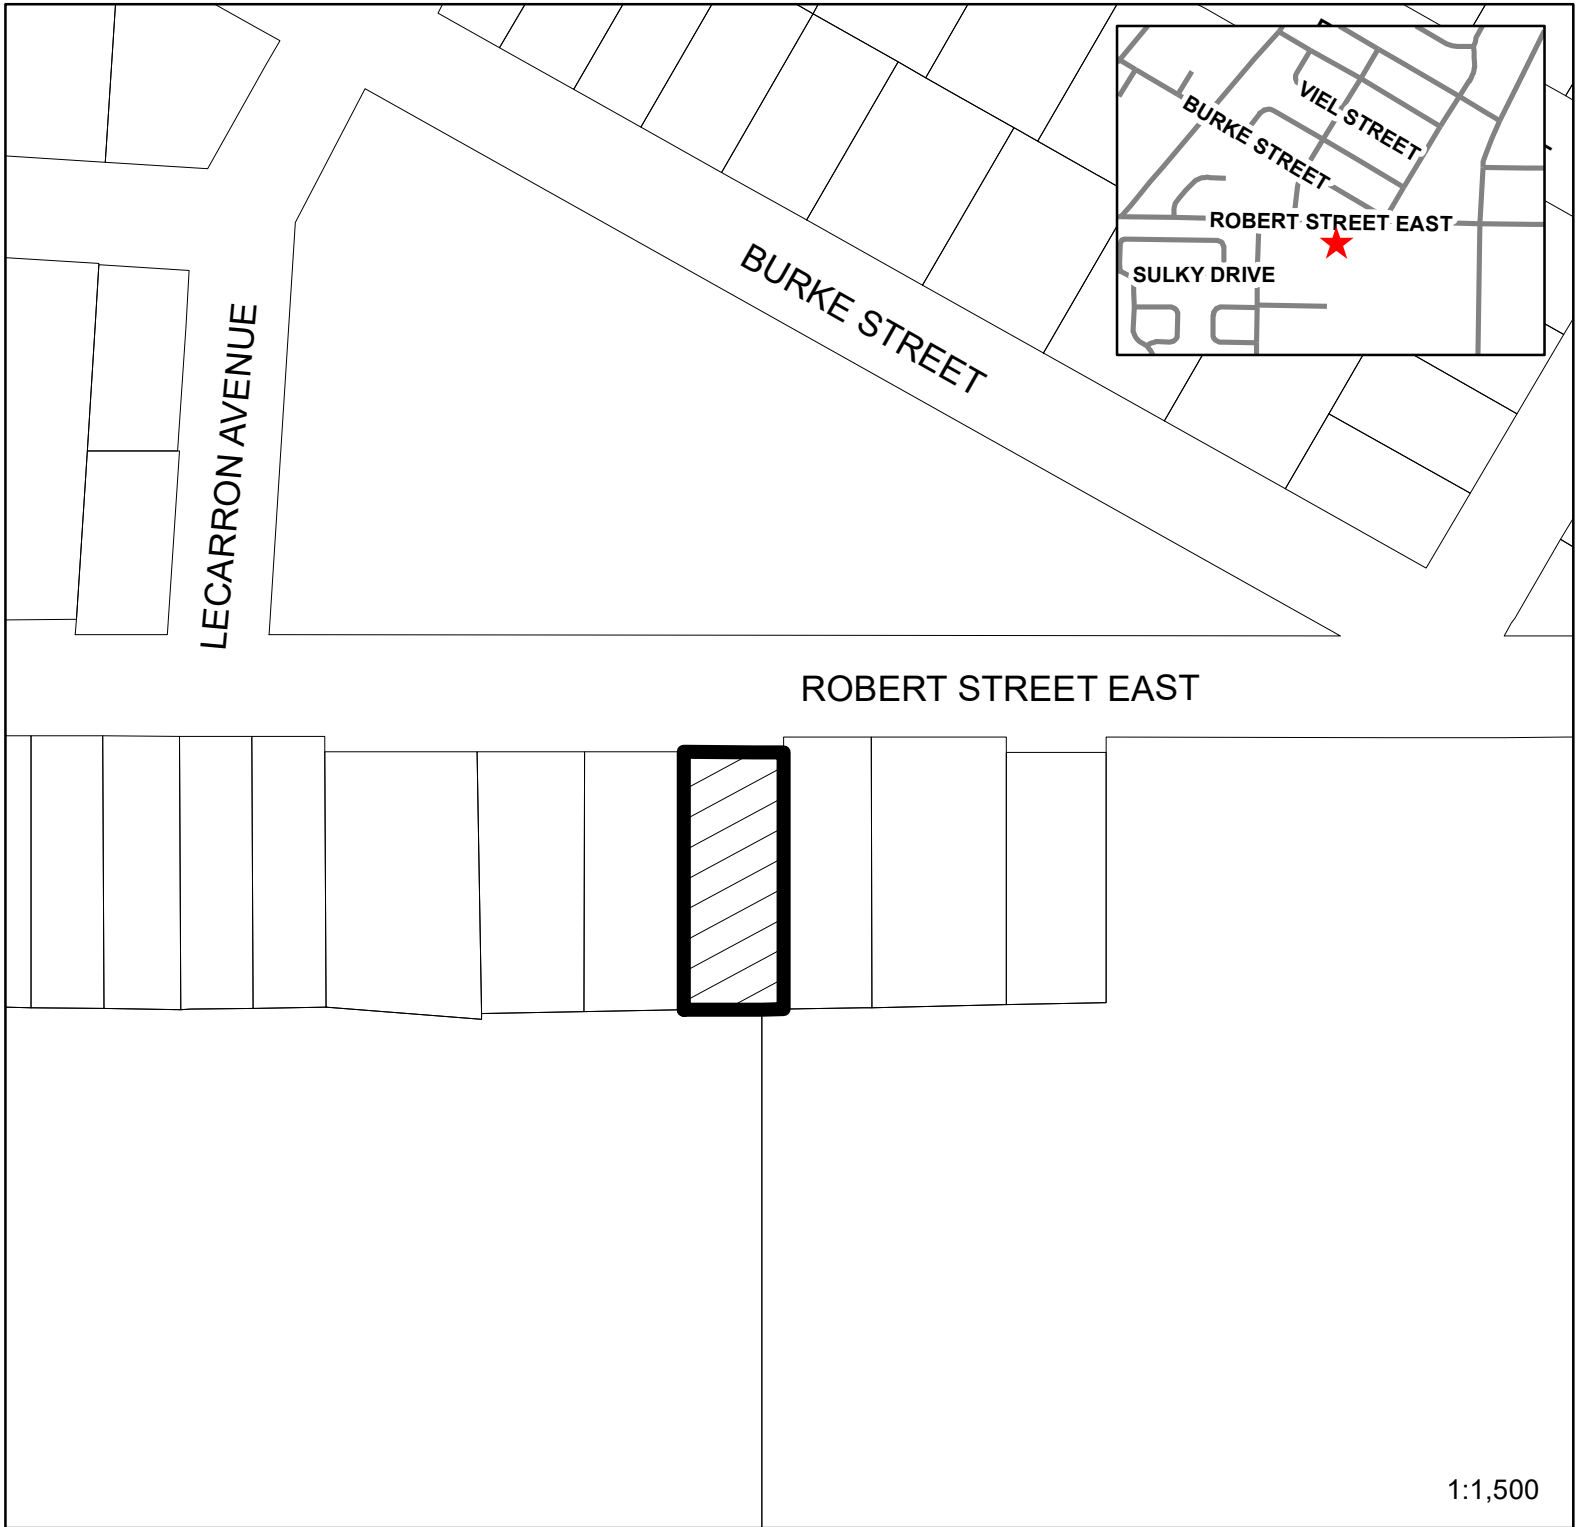 VIEL STREET
BURKE STREET
ROBERT STREET EAST
SULKY DRIVE
BURKE STREET
LECARRON AVENUE
ROBERT STREET EAST
1:1,500